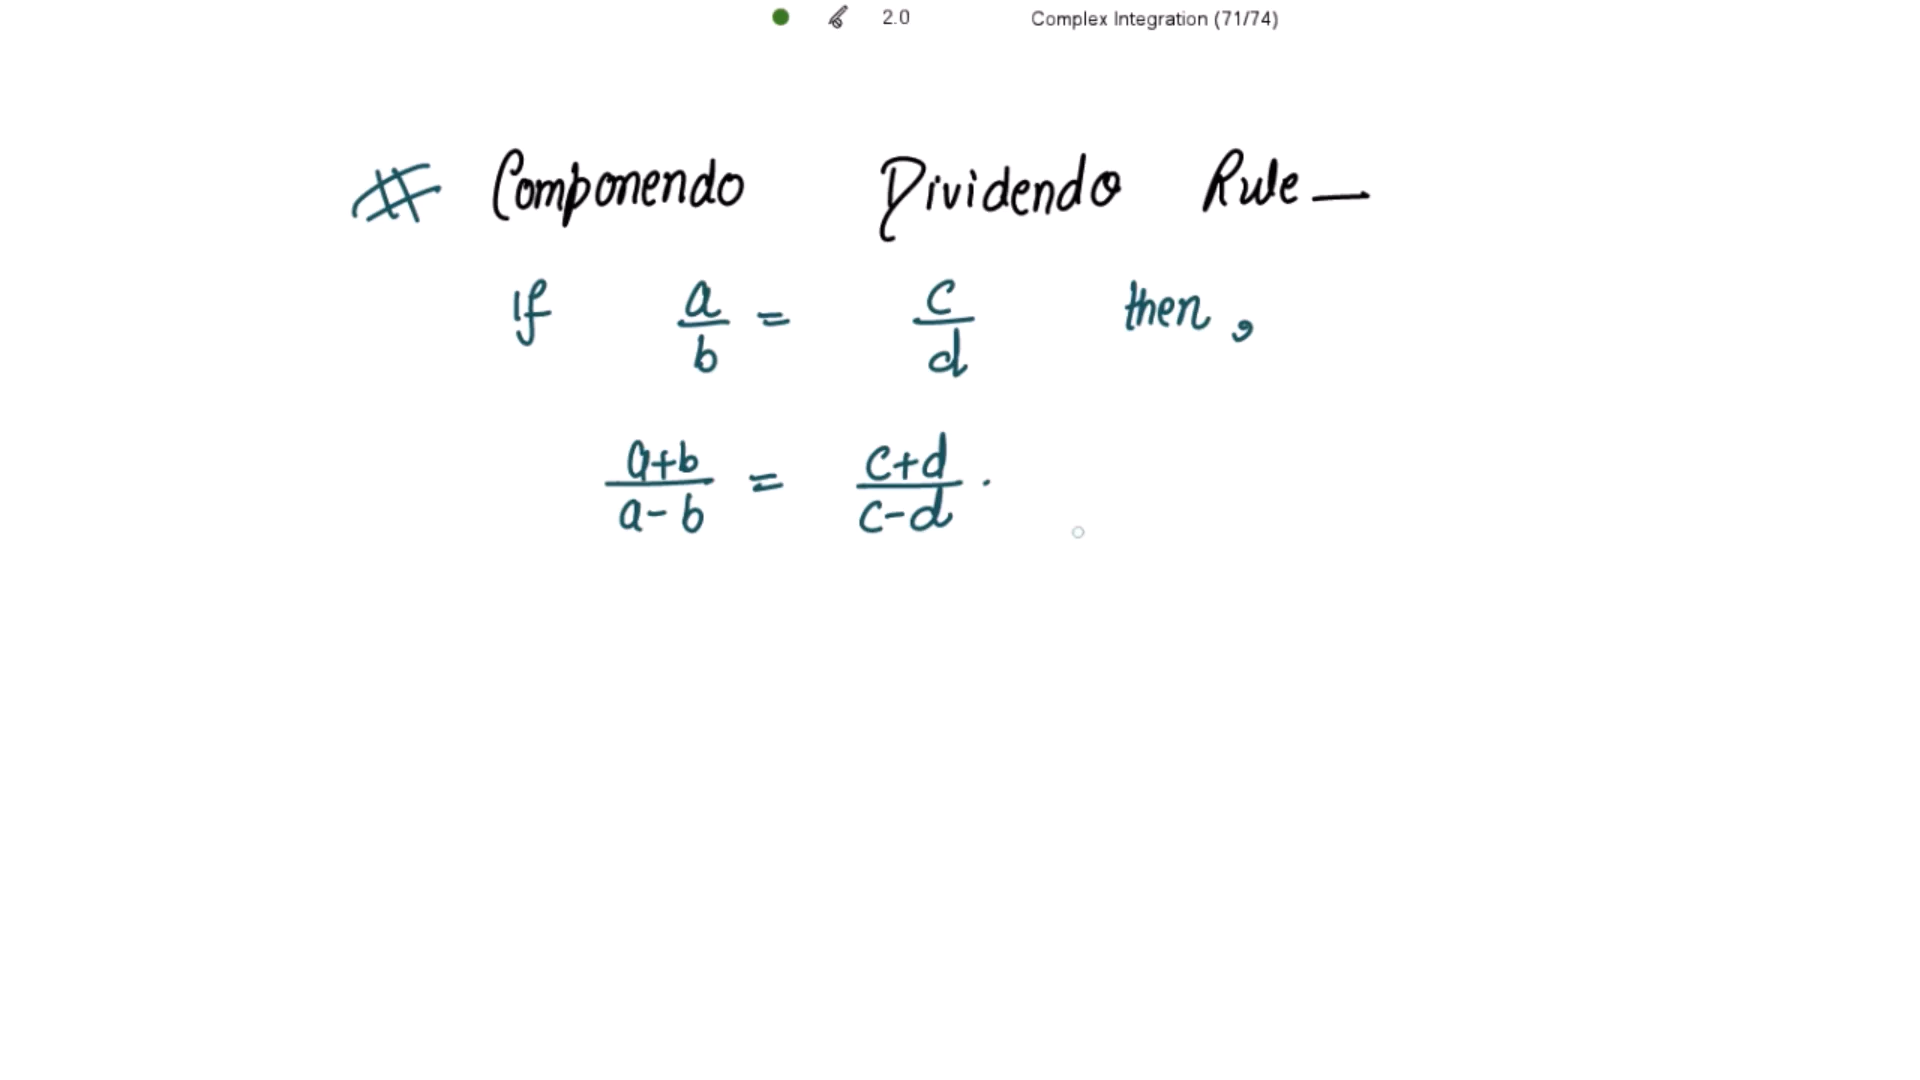 2.0 Complex Integration (71/74)
# Componendo Dividendo Rule —
If a/b = c/d then,
a+b/a-b = c+d/c-d .